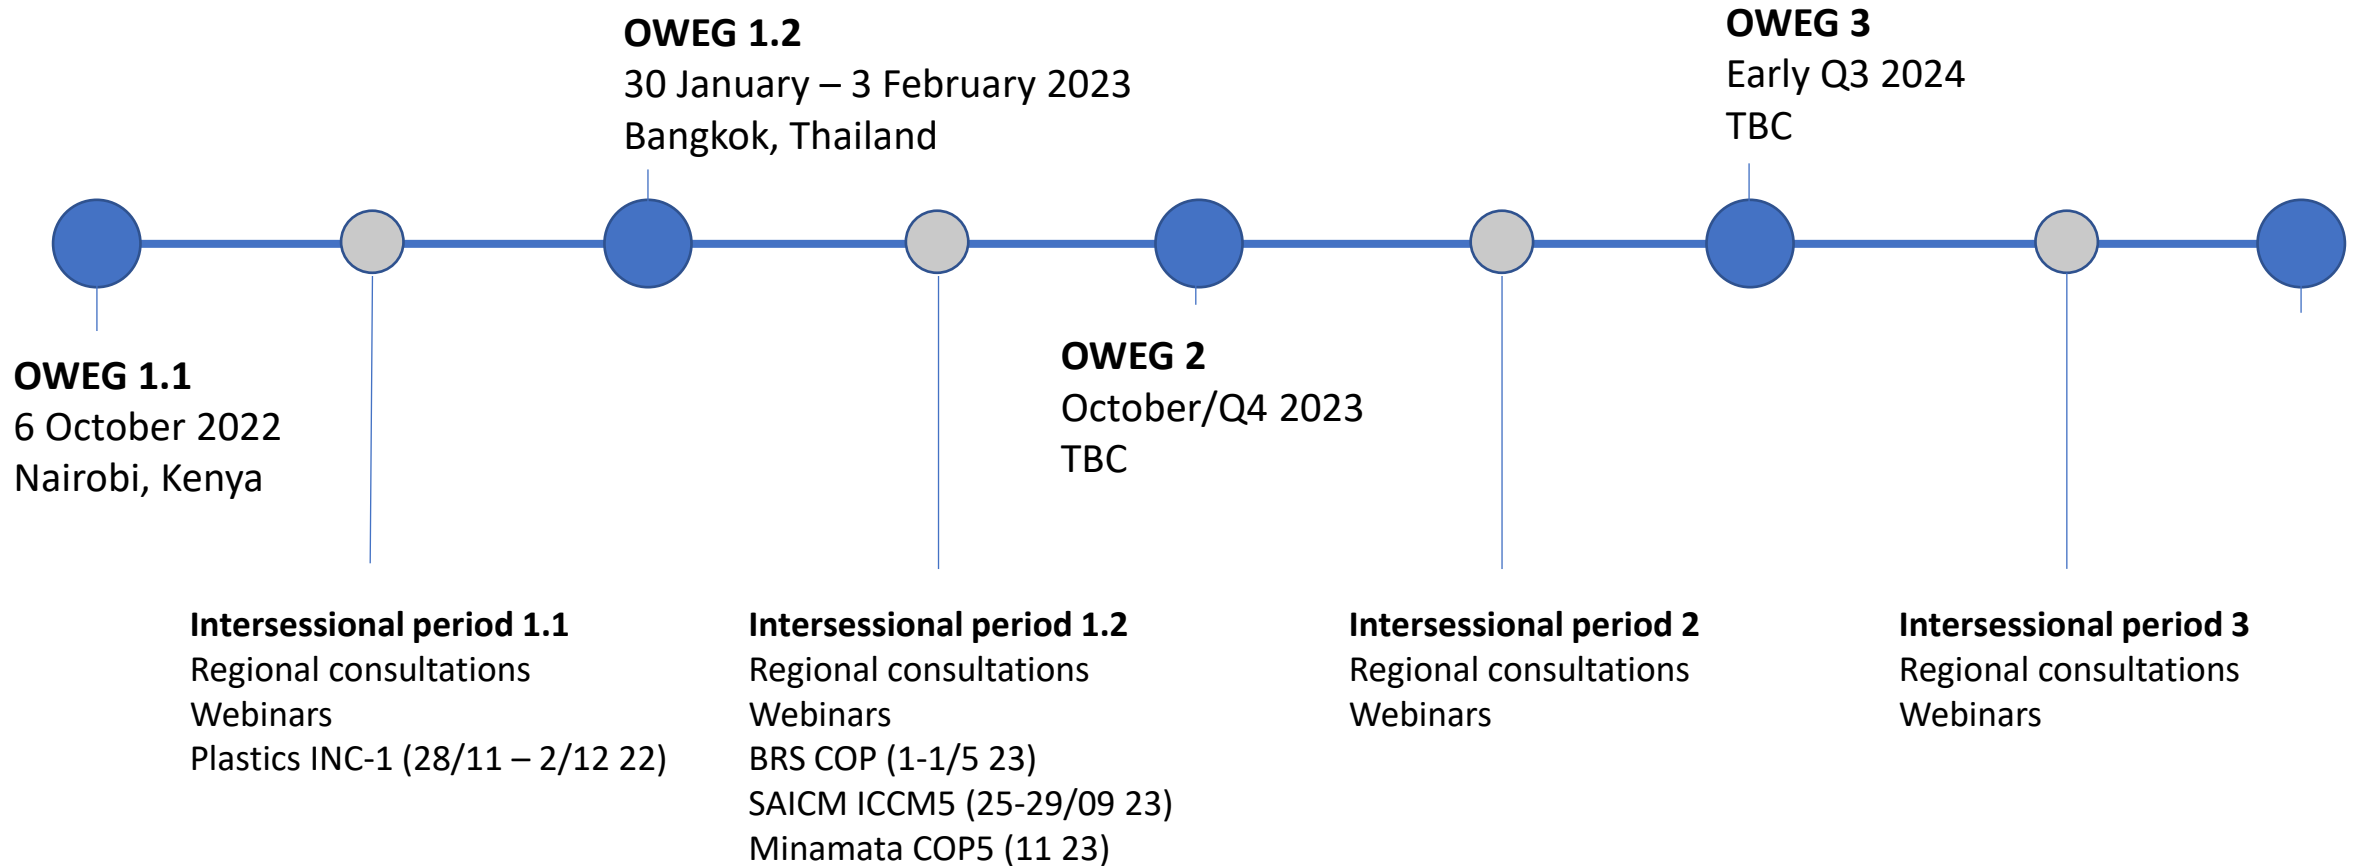 OWEG 1.1
6 October 2022
Nairobi, Kenya
OWEG 1.2
30 January – 3 February 2023
Bangkok, Thailand
OWEG 2
October/Q4 2023
TBC
OWEG 3
Early Q3 2024
TBC
Intersessional period 1.1
Regional consultations
Webinars
Plastics INC-1 (28/11 – 2/12 22)
Intersessional period 1.2
Regional consultations
Webinars
BRS COP (1-1/5 23)
SAICM ICCM5 (25-29/09 23)
Minamata COP5 (11 23)
Intersessional period 2
Regional consultations
Webinars
Intersessional period 3
Regional consultations
Webinars